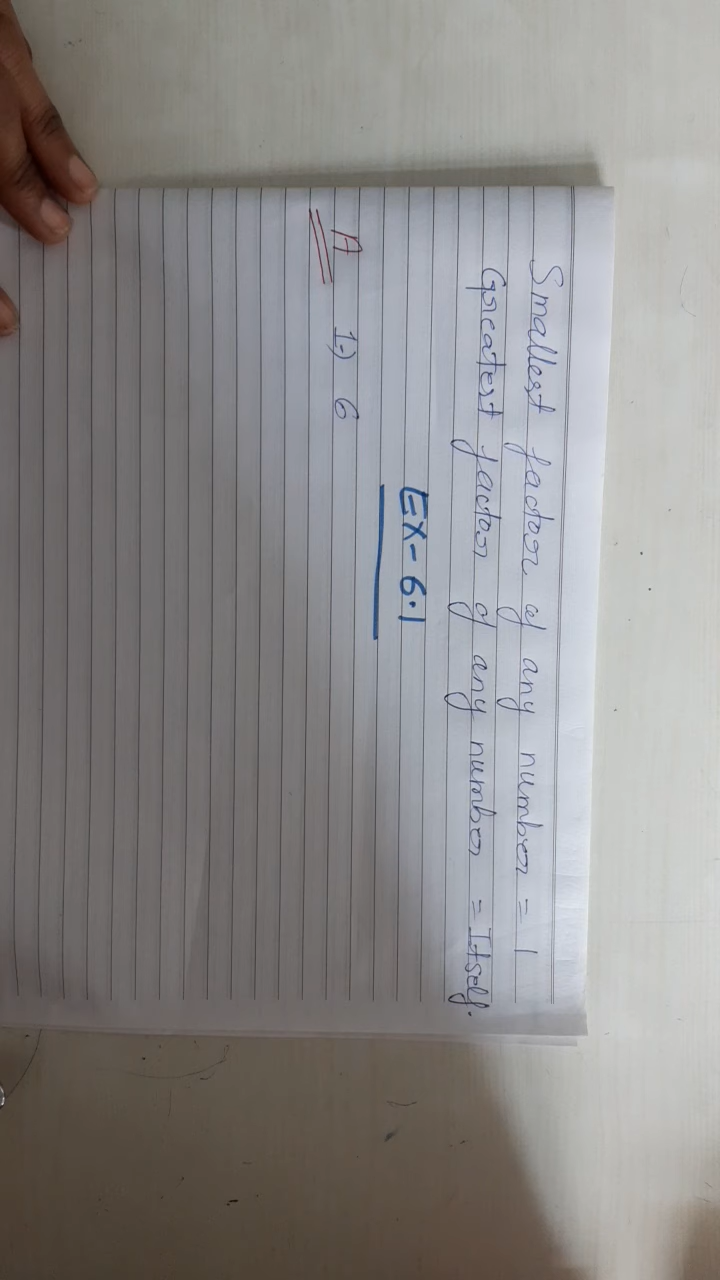 Smallest factor of any number = 1
Greatest factor of any number = Itself.
EX- 6.1
A 1) 6